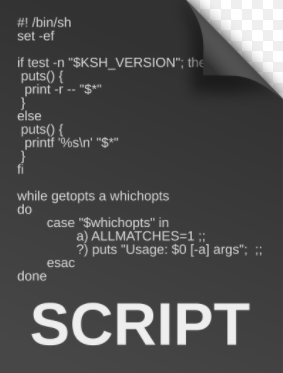 #! /bin/sh
set -ef

if test -n "$KSH_VERSION"; the
puts() {
print -r -- "$*"
}
else
puts() {
printf '%s\n' "$*"
}
fi

while getopts a whichopts
do
case "$whichopts" in
a) ALLMATCHES=1 ;;
?) puts "Usage: $0 [-a] args";  ;;
esac
done
SCRIPT